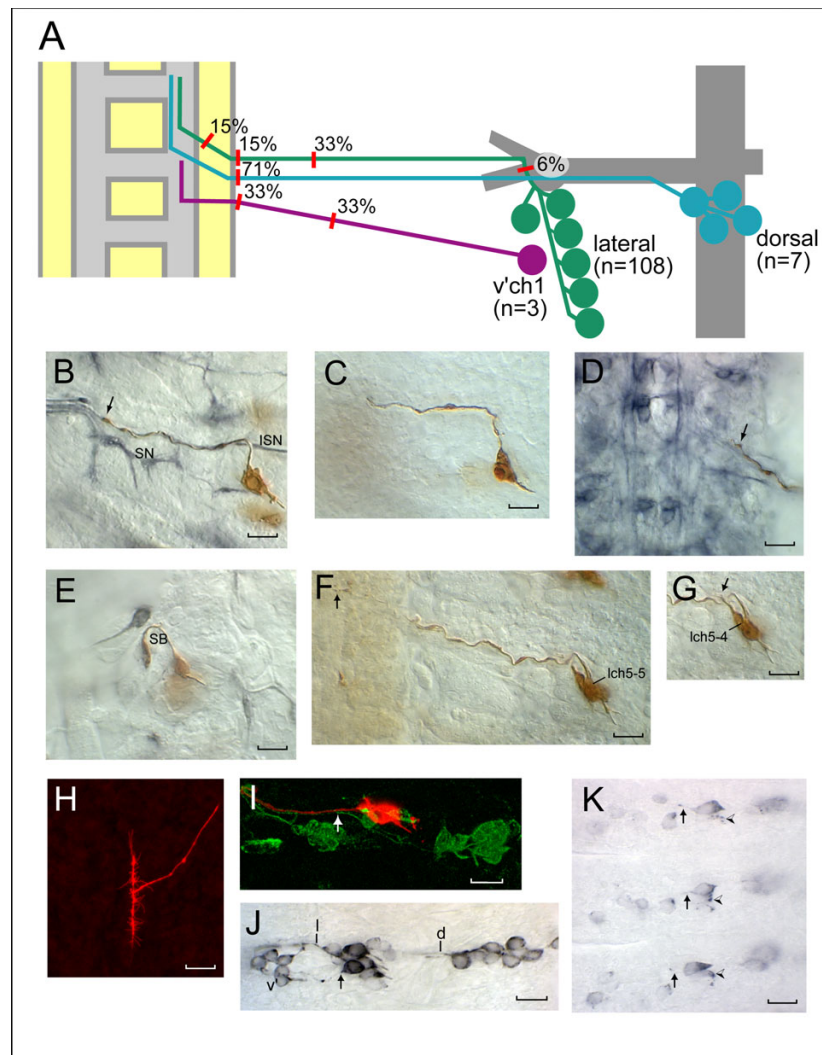 A
15%
15%
33%
71%
6%
33%
33%
lateral
(n=108)
dorsal
(n=7)
v'ch1
(n=3)
B
SN
ISN
C
D
E
SB
F
lch5-5
G
lch5-4
H
I
J
l
d
v
K